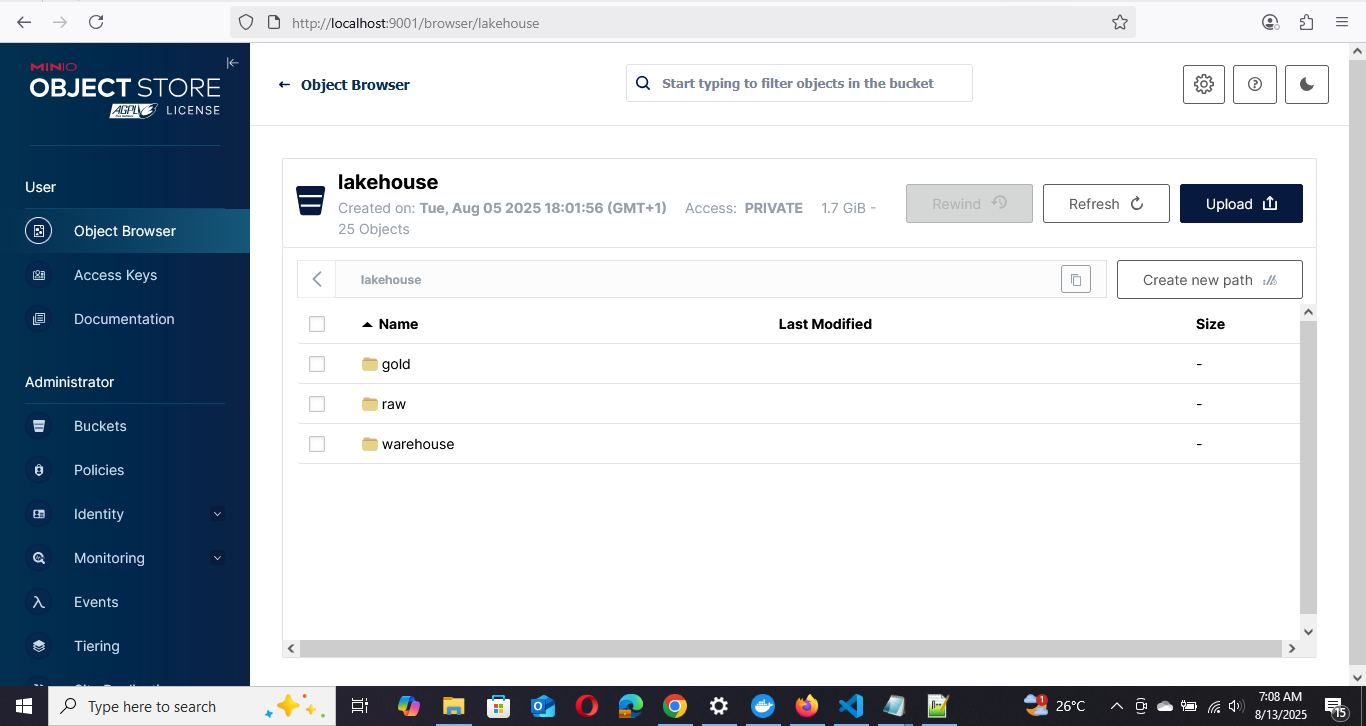 http://localhost:9001/browser/lakehouse
MINIO
OBJECT STORE
AGPLV3 LICENSE
User
Object Browser
Access Keys
Documentation
Administrator
Buckets
Policies
Identity
Monitoring
Events
Tiering
← Object Browser
Start typing to filter objects in the bucket
lakehouse
Created on: Tue, Aug 05 2025 18:01:56 (GMT+1) Access: PRIVATE 1.7 GiB -
25 Objects
Rewind
Refresh
Upload
lakehouse
Create new path
Name Last Modified Size
gold -
raw -
warehouse -
Type here to search
1
26°C
7:08 AM
8/13/2025
15